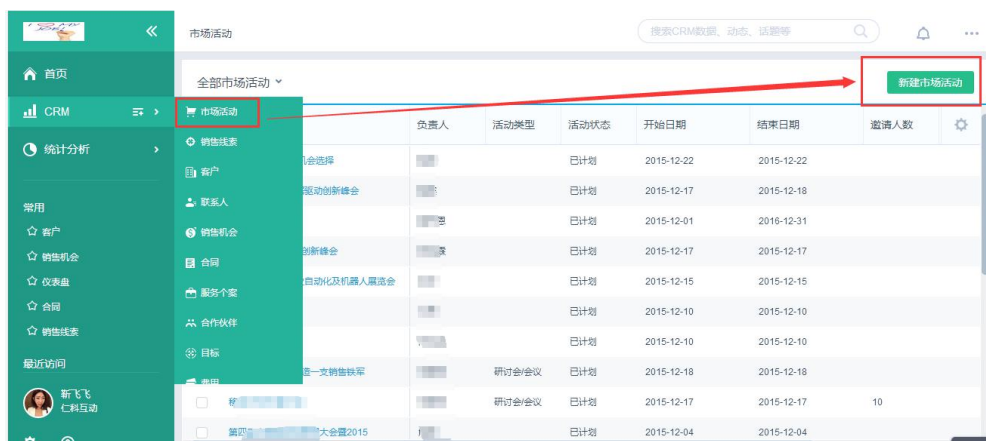 市场活动
搜索CRM数据、动态、话题等
首页
全部市场活动
新建市场活动
CRM
市场活动
负责人 活动类型 活动状态 开始日期 结束日期 邀请人数
统计分析
销售线索
机会选择 已计划 2015-12-22 2015-12-22
客户
驱动创新峰会 已计划 2015-12-17 2015-12-18
常用
联系人
客户
已计划 2015-12-01 2016-12-31
销售机会
销售机会
创新峰会 已计划 2015-12-17 2015-12-17
合同
仪表盘
自动化及机器人展览会 已计划 2015-12-15 2015-12-15
服务个案
合同
已计划 2015-12-10 2015-12-10
合作伙伴
销售线索
已计划 2015-12-10 2015-12-10
目标
最近访问
一支销售铁军 研讨会/会议 已计划 2015-12-18 2015-12-18
费用
靳飞飞
仁科互动
杨 研讨会/会议 已计划 2015-12-17 2015-12-17 10
第四 大会暨2015 已计划 2015-12-04 2015-12-04